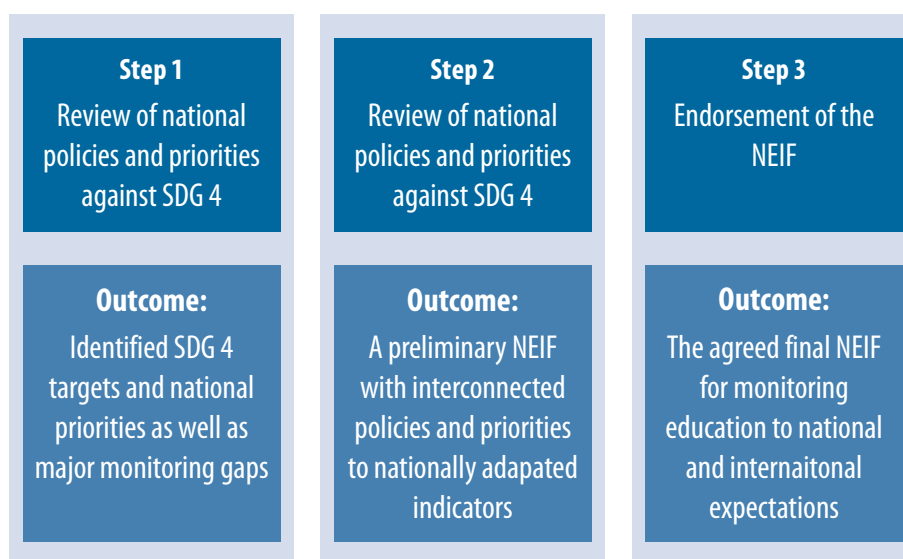 Step 1
Review of national
policies and priorities
against SDG 4
Outcome:
Identified SDG 4
targets and national
priorities as well as
major monitoring gaps
Step 2
Review of national
policies and priorities
against SDG 4
Outcome:
A preliminary NEIF
with interconnected
policies and priorities
to nationally adapated
indicators
Step 3
Endorsement of the
NEIF
Outcome:
The agreed final NEIF
for monitoring
education to national
and internaitonal
expectations